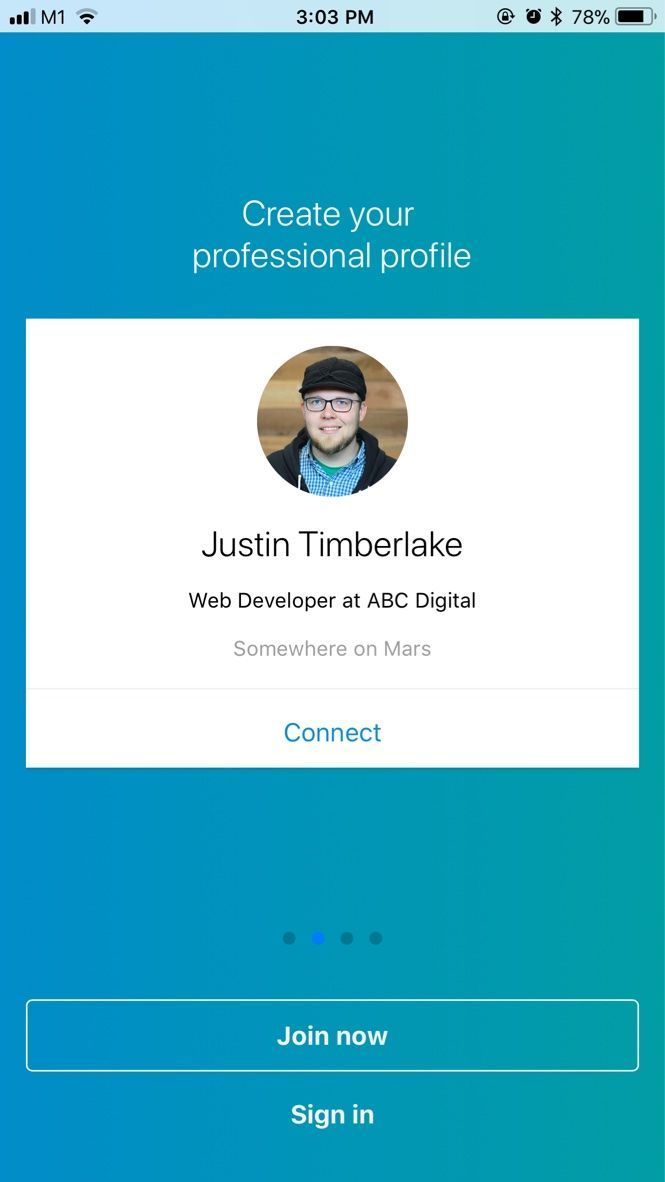 M1 3:03 PM 78%
Create your
professional profile
Justin Timberlake
Web Developer at ABC Digital
Somewhere on Mars
Connect
Join now
Sign in